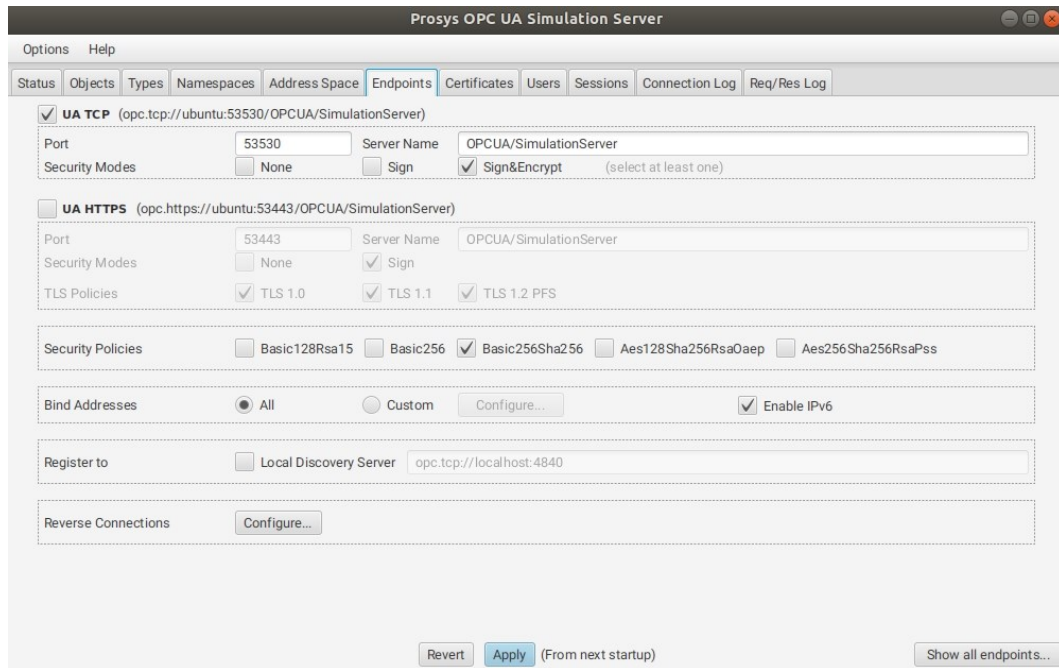 Prosys OPC UA Simulation Server
Options Help
Status Objects Types Namespaces Address Space Endpoints Certificates Users Sessions Connection Log Req/Res Log
UA TCP (opc.tcp://ubuntu:53530/OPCUA/SimulationServer)
Port 53530 Server Name OPCUA/SimulationServer
Security Modes None Sign Sign&Encrypt (select at least one)
UA HTTPS (opc.https://ubuntu:53443/OPCUA/SimulationServer)
Port 53443 Server Name OPCUA/SimulationServer
Security Modes None Sign
TLS Policies TLS 1.0 TLS 1.1 TLS 1.2 PFS
Security Policies Basic128Rsa15 Basic256 Basic256Sha256 Aes128Sha256RsaOaep Aes256Sha256RsaPss
Bind Addresses All Custom Configure... Enable IPv6
Register to Local Discovery Server opc.tcp://localhost:4840
Reverse Connections Configure...
Revert Apply (From next startup) Show all endpoints...